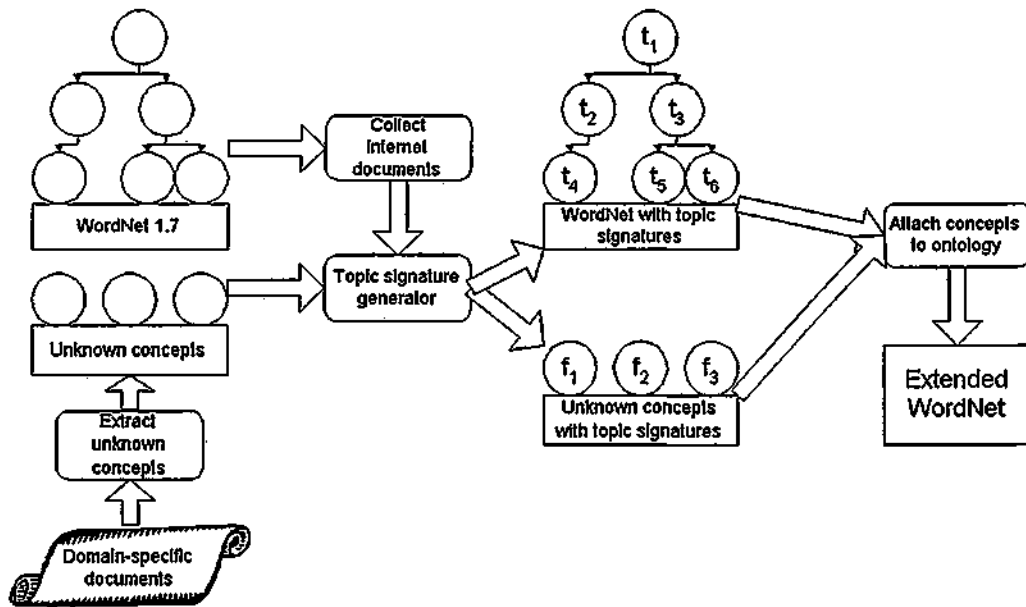 t1
t2
t3
t4
t5
t6
Collect
Internet
documents
WordNet 1.7
WordNet with topic
signatures
Attach concepts
to ontology
Topic signature
generator
Unknown concepts
f1
f2
f3
Unknown concepts
with topic signatures
Extended
WordNet
Extract
unknown
concepts
Domain-specific
documents